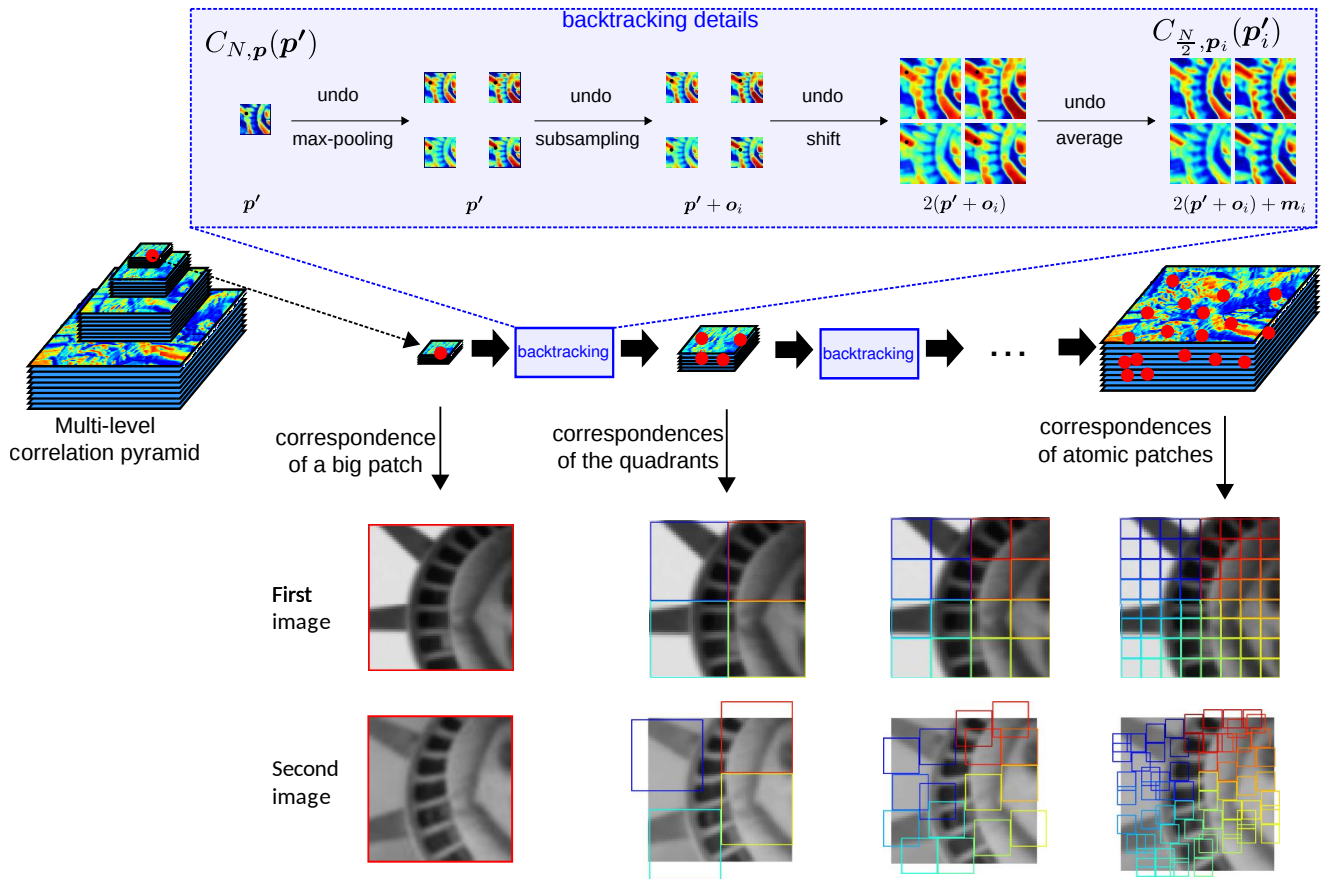 backtracking details
C_{N,p}(p′)
C_{\frac{N}{2},p_i}(p′_i)
undo
max-pooling
undo
subsampling
undo
shift
undo
average
p′
p′
p′ + o_i
2(p′ + o_i)
2(p′ + o_i) + m_i
backtracking
backtracking
...
Multi-level
correlation pyramid
correspondence
of a big patch
correspondences
of the quadrants
correspondences
of atomic patches
First
image
Second
image